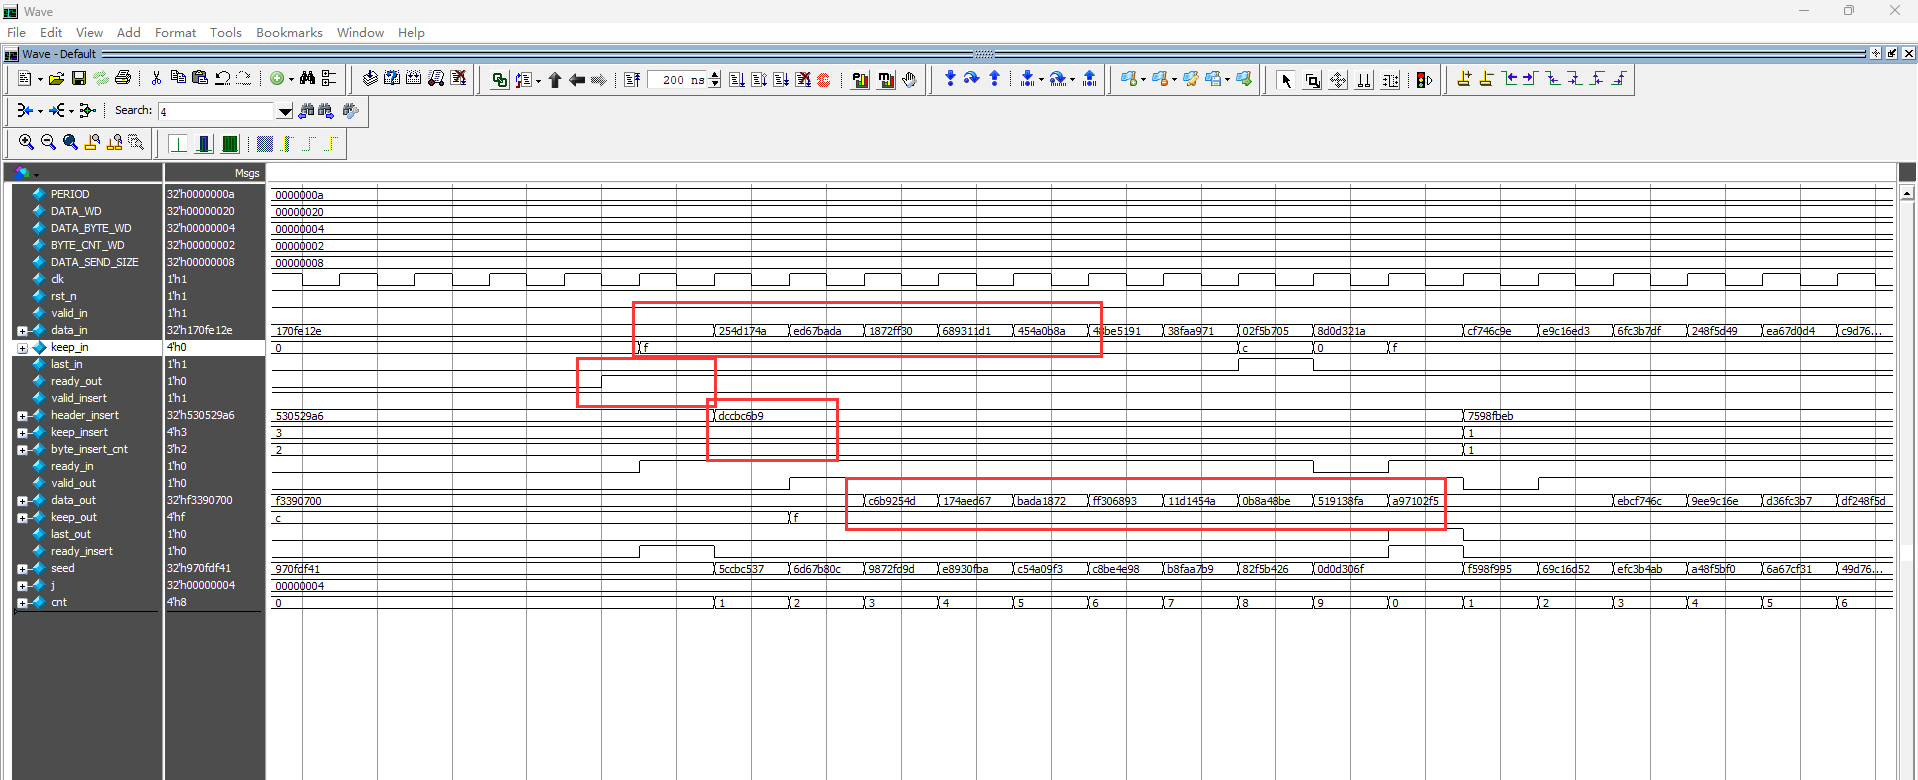 Wave
File Edit View Add Format Tools Bookmarks Window Help
Wave - Default
200 ns
Search: 4
Msgs
PERIOD 32'h0000000a 0000000a
DATA_WD 32'h00000020 00000020
DATA_BYTE_WD 32'h00000004 00000004
BYTE_CNT_WD 32'h00000002 00000002
DATA_SEND_SIZE 32'h00000008 00000008
clk 1'h1
rst_n 1'h1
valid_in 1'h1
data_in 32'h170fe12e 170fe12e 254d174a ed67bada 1872ff30 689311d1 454a0b8a 48be5191 38faa971 02f5b705 8d0d321a cf746c9e e9c16ed3 6fc3b7df 248f5d49 ea67d0d4 c9d76...
keep_in 4'h0 0 f c 0 f
last_in 1'h1
ready_out 1'h0
valid_insert 1'h1
header_insert 32'h530529a6 530529a6 dccbc6b9 7598fbeb
keep_insert 4'h3 3 1
byte_insert_cnt 3'h2 2 1
ready_in 1'h0
valid_out 1'h0
data_out 32'hf3390700 f3390700 c6b9254d 174aed67 bada1872 ff306893 11d1454a 0b8a48be 519138fa a97102f5 ebcf746c 9ee9c16e d36fc3b7 df248f5d
keep_out 4'hf c f
last_out 1'h0
ready_insert 1'h0
seed 32'h970fdf41 970fdf41 5ccbc537 6d67b80c 9872fd9d e8930fba c54a09f3 c8be4e98 b8faa7b9 82f5b426 0d0d306f f598f995 69c16d52 efc3b4ab a48f5bf0 6a67cf31 49d76...
j 32'h00000004 00000004
cnt 4'h8 0 1 2 3 4 5 6 7 8 9 0 1 2 3 4 5 6